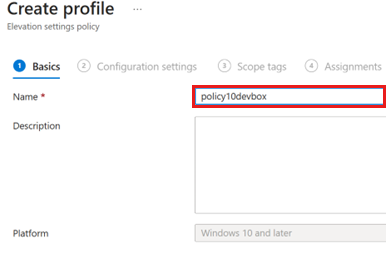 Create profile ...
Elevation settings policy
1 Basics 2 Configuration settings 3 Scope tags 4 Assignments
Name * policy10devbox
Description
Platform Windows 10 and later